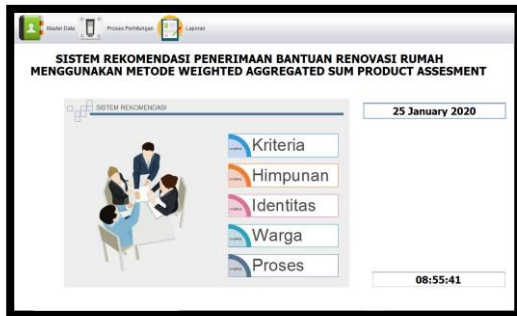 Master Data Proses Perhitungan Laporan
SISTEM REKOMENDASI PENERIMAAN BANTUAN RENOVASI RUMAH
MENGGUNAKAN METODE WEIGHTED AGGREGATED SUM PRODUCT ASSESMENT
SISTEM REKOMENDASI
25 January 2020
Kriteria
Himpunan
Identitas
Warga
Proses
08:55:41